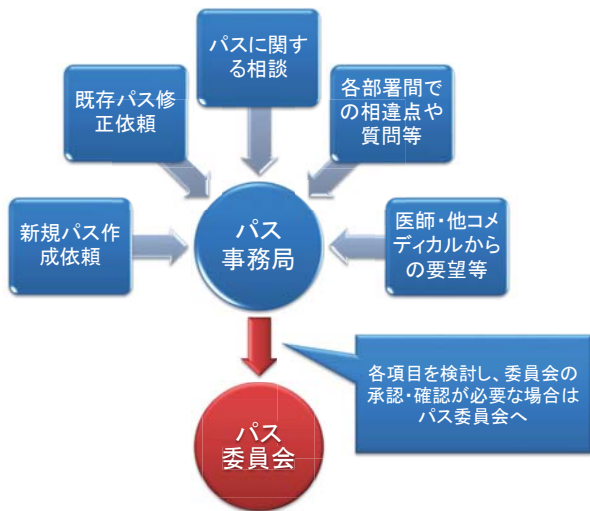 パスに関す
る相談
既存パス修
正依頼
各部署間で
の相違点や
質問等
新規パス作
成依頼
パス
事務局
医師・他コメ
ディカルから
の要望等
各項目を検討し、委員会の
承認・確認が必要な場合は
パス委員会へ
パス
委員会